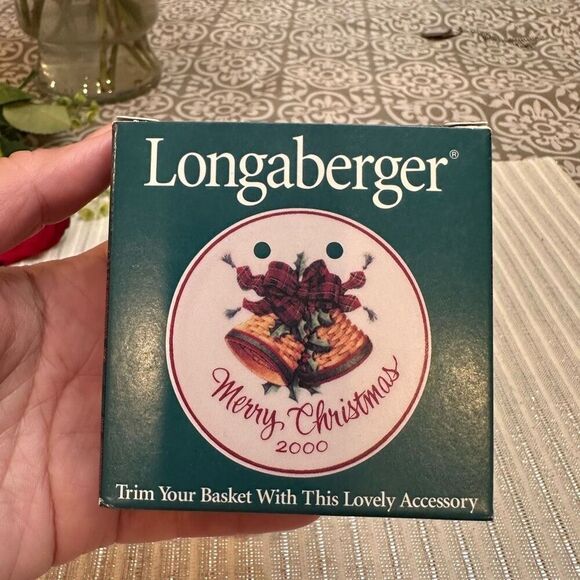 Longaberger®
Merry Christmas
2000
Trim Your Basket With This Lovely Accessory